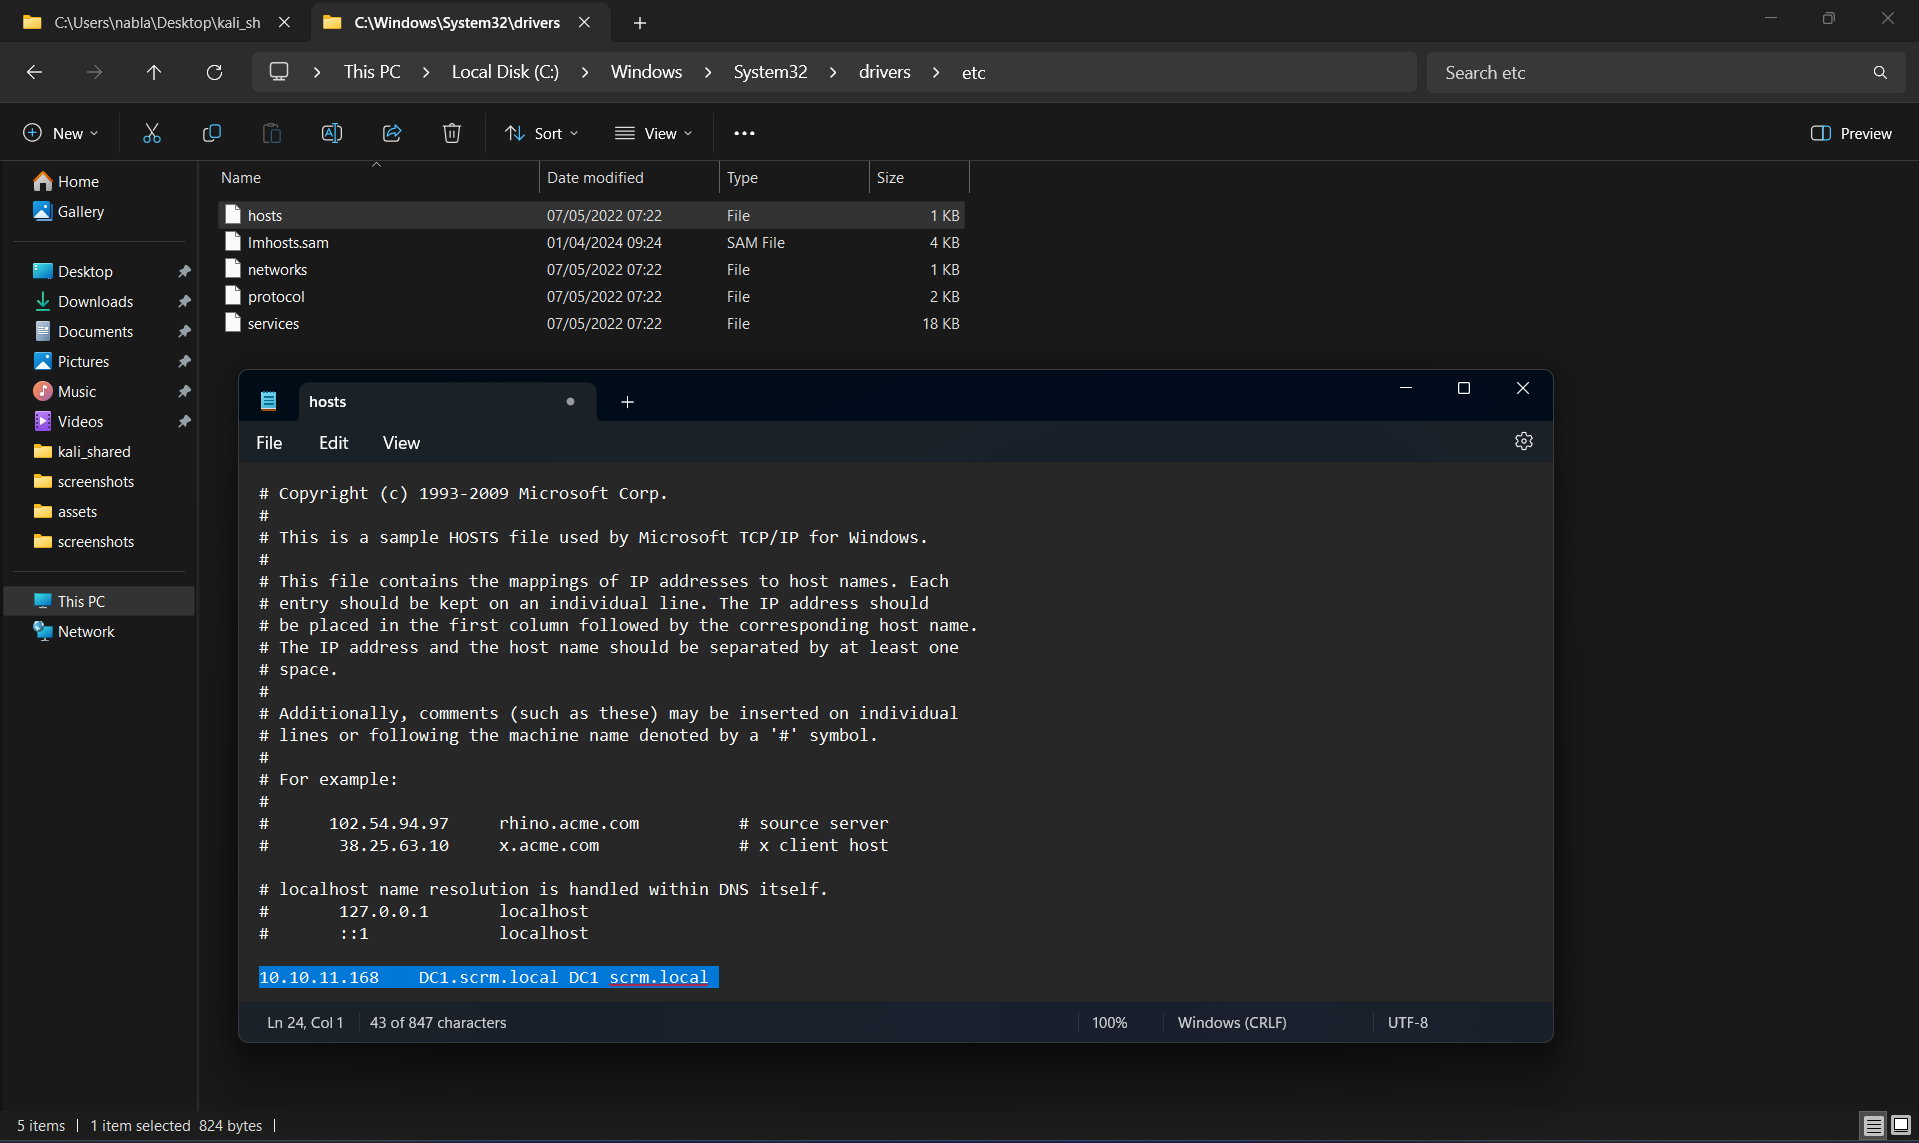 C:\Users\nabla\Desktop\kali_sh
C:\Windows\System32\drivers
This PC
Local Disk (C:)
Windows
System32
drivers
etc
Search etc
New
Sort
View
Preview
Home
Gallery
Desktop
Downloads
Documents
Pictures
Music
Videos
kali_shared
screenshots
assets
screenshots
This PC
Network
Name Date modified Type Size
hosts 07/05/2022 07:22 File 1 KB
lmhosts.sam 01/04/2024 09:24 SAM File 4 KB
networks 07/05/2022 07:22 File 1 KB
protocol 07/05/2022 07:22 File 2 KB
services 07/05/2022 07:22 File 18 KB
hosts
File Edit View
# Copyright (c) 1993-2009 Microsoft Corp.
#
# This is a sample HOSTS file used by Microsoft TCP/IP for Windows.
#
# This file contains the mappings of IP addresses to host names. Each
# entry should be kept on an individual line. The IP address should
# be placed in the first column followed by the corresponding host name.
# The IP address and the host name should be separated by at least one
# space.
#
# Additionally, comments (such as these) may be inserted on individual
# lines or following the machine name denoted by a '#' symbol.
#
# For example:
#
# 102.54.94.97 rhino.acme.com # source server
# 38.25.63.10 x.acme.com # x client host
# localhost name resolution is handled within DNS itself.
# 127.0.0.1 localhost
# ::1 localhost
10.10.11.168 DC1.scrm.local DC1 scrm.local
Ln 24, Col 1 43 of 847 characters 100% Windows (CRLF) UTF-8
5 items 1 item selected 824 bytes